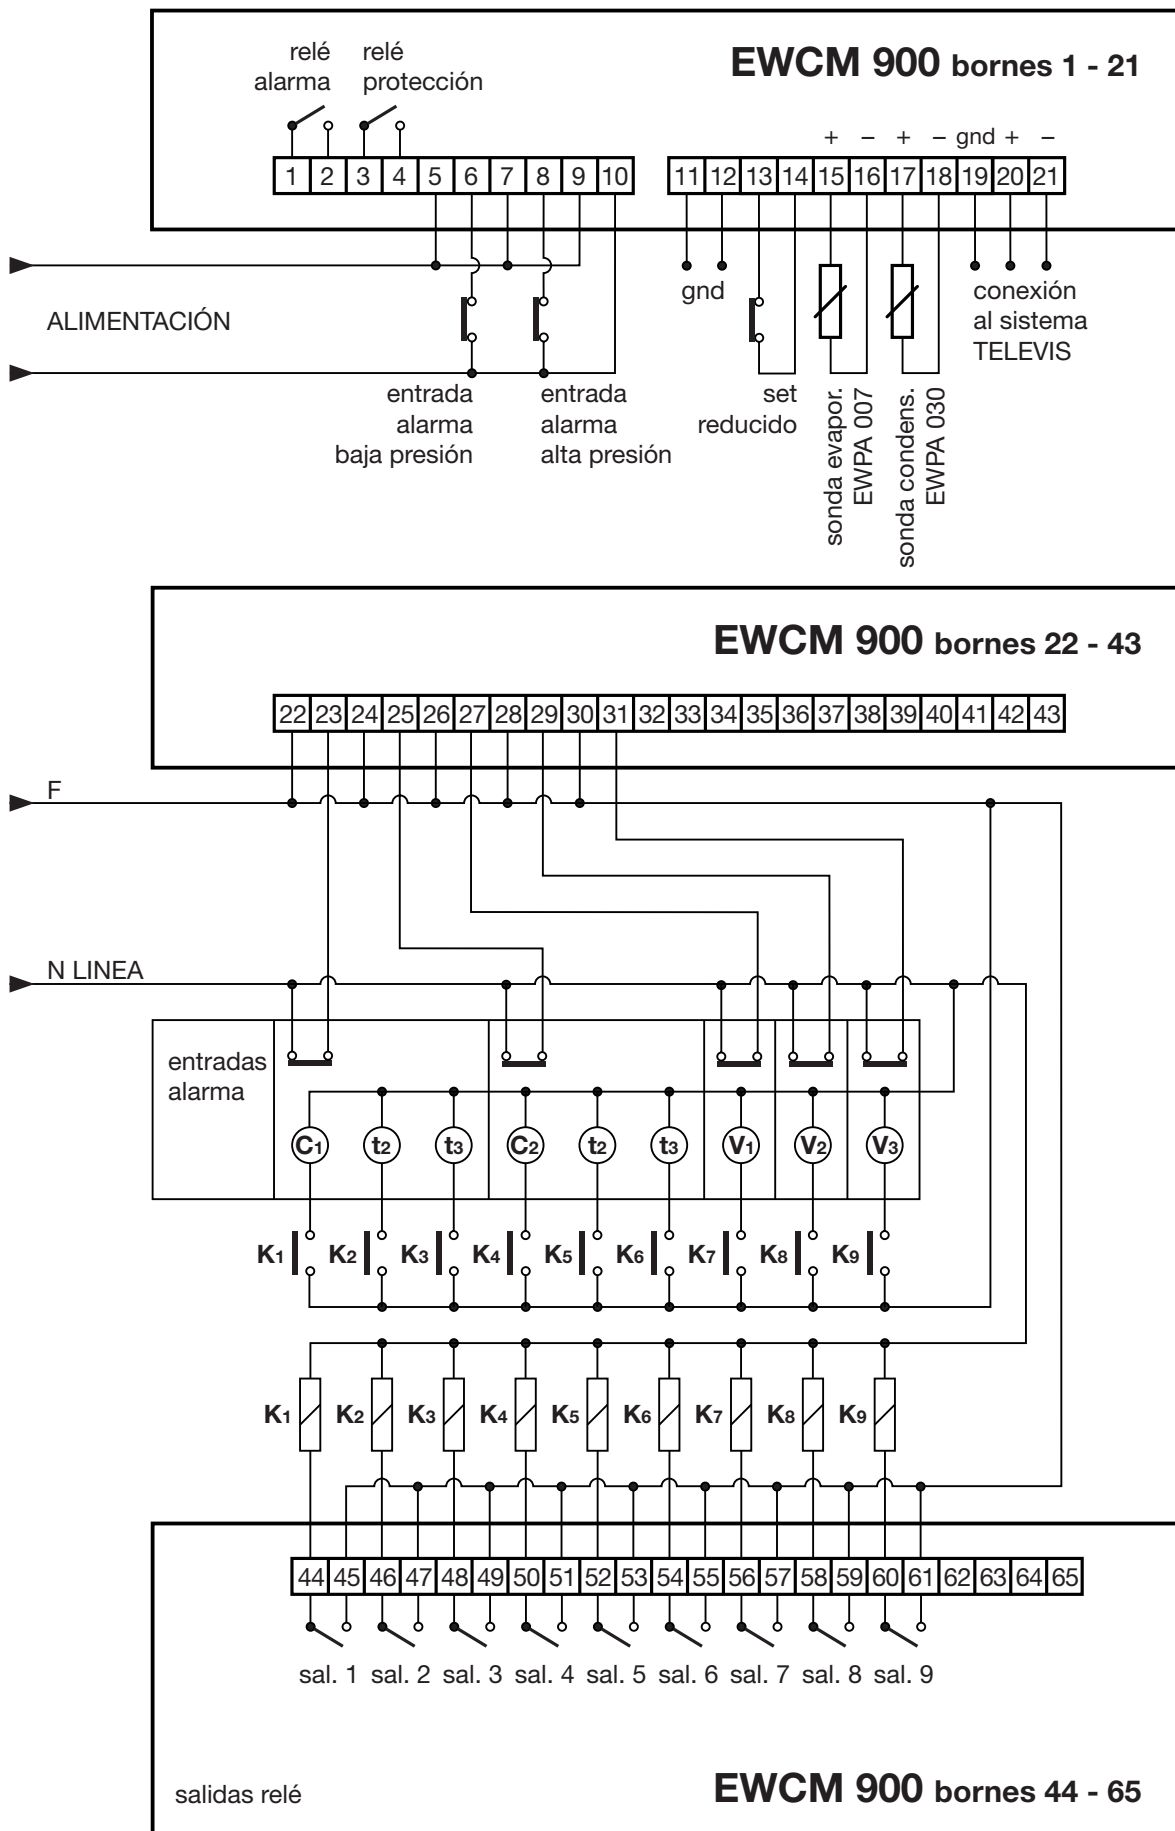 EWCM 900 bornes 1 - 21
relé relé
alarma protección
+ − + − gnd + −
1 2 3 4 5 6 7 8 9 10 11 12 13 14 15 16 17 18 19 20 21
gnd
conexión
al sistema
TELEVIS
ALIMENTACIÓN
entrada
alarma
baja presión
entrada
alarma
alta presión
set
reducido
sonda evapor.
EWPA 007
sonda condens.
EWPA 030
EWCM 900 bornes 22 - 43
22 23 24 25 26 27 28 29 30 31 32 33 34 35 36 37 38 39 40 41 42 43
F
N LINEA
entradas
alarma
C1 t2 t3 C2 t2 t3 V1 V2 V3
K1 K2 K3 K4 K5 K6 K7 K8 K9
K1 K2 K3 K4 K5 K6 K7 K8 K9
44 45 46 47 48 49 50 51 52 53 54 55 56 57 58 59 60 61 62 63 64 65
sal. 1 sal. 2 sal. 3 sal. 4 sal. 5 sal. 6 sal. 7 sal. 8 sal. 9
salidas relé
EWCM 900 bornes 44 - 65